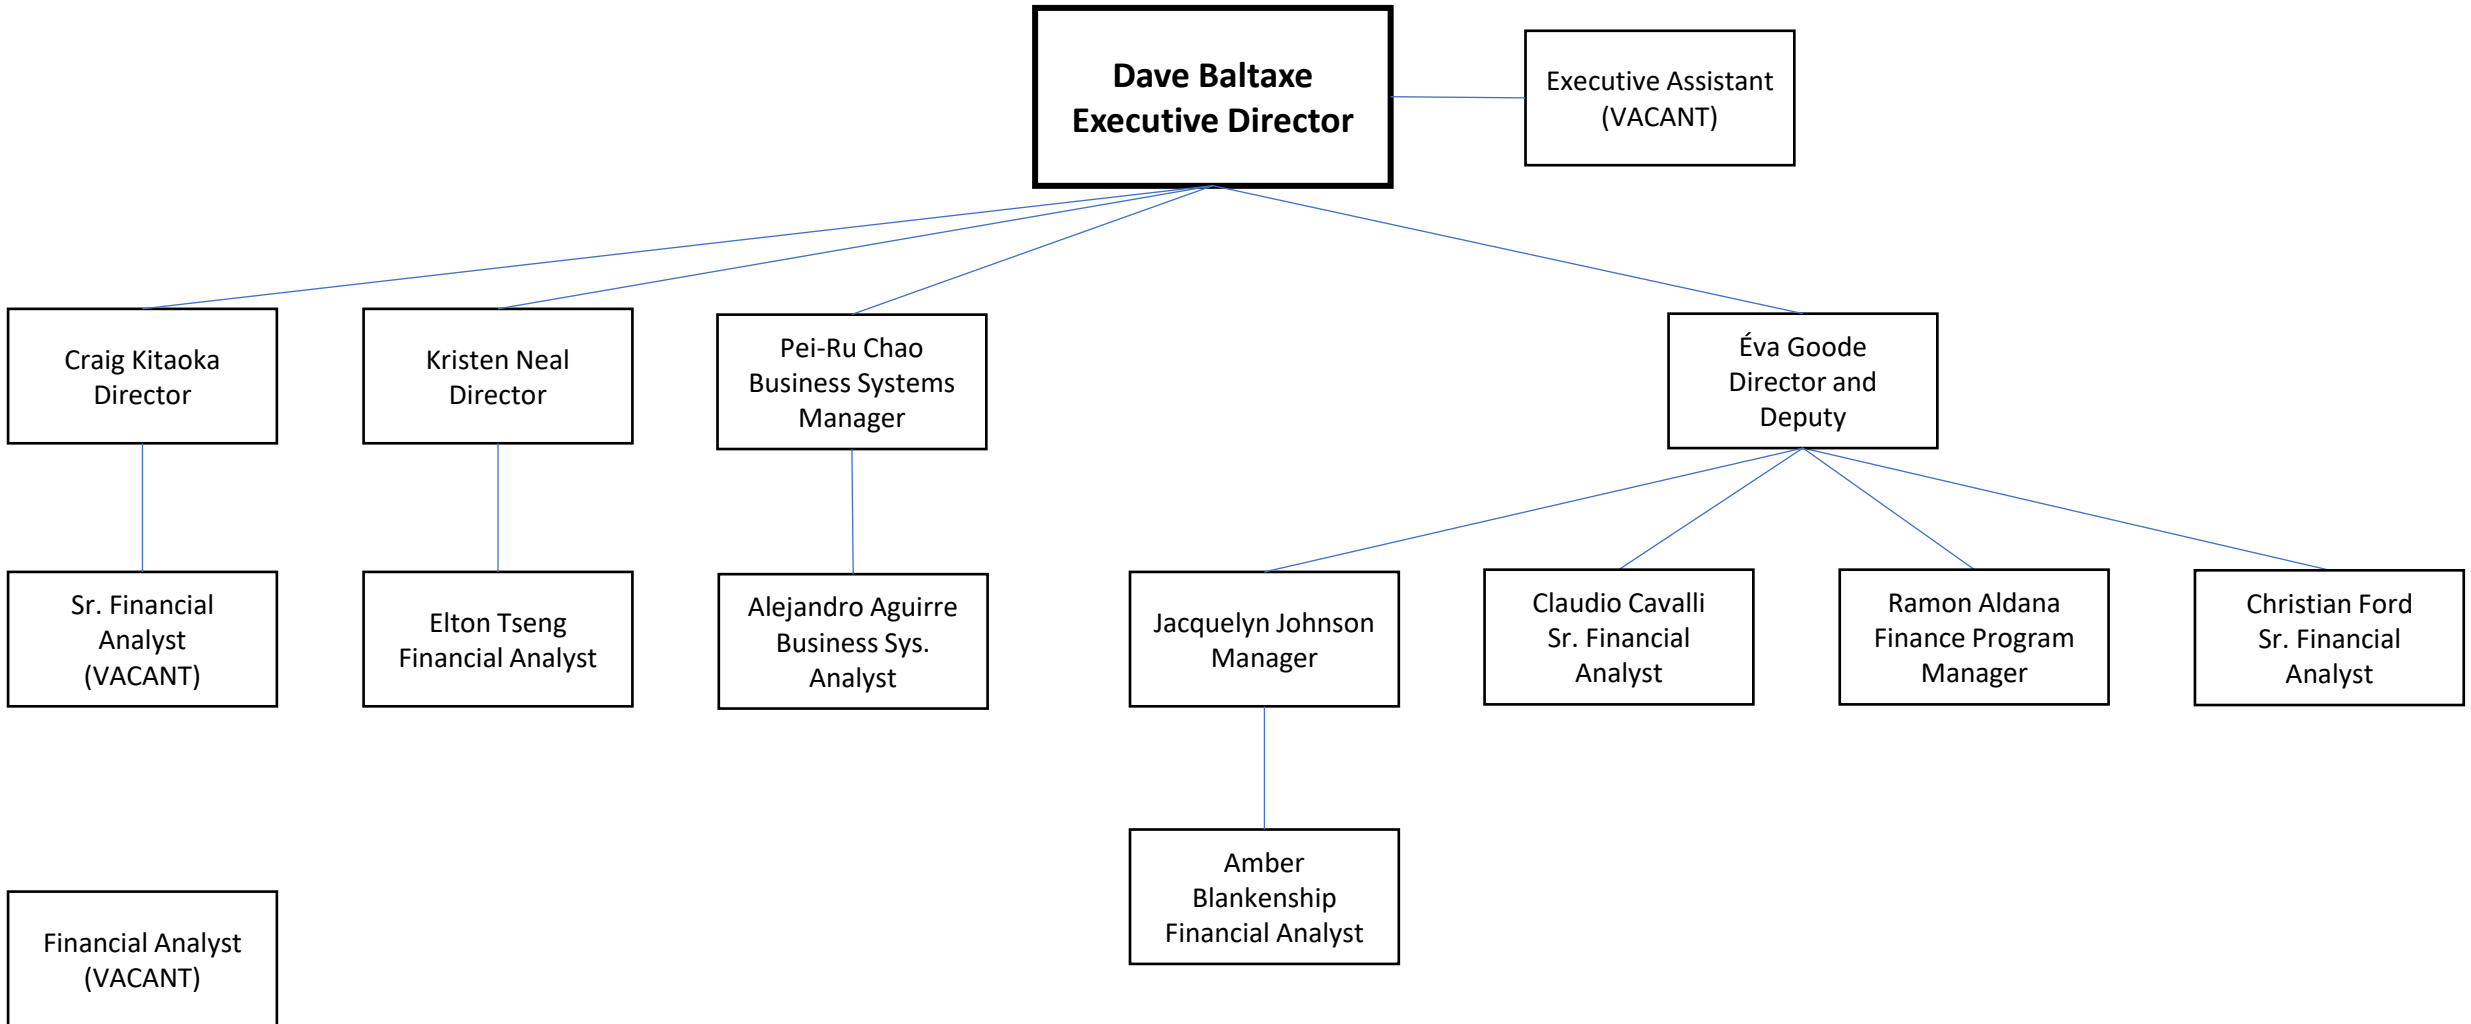 Dave Baltaxe
Executive Director
Executive Assistant
(VACANT)
Craig Kitaoka
Director
Kristen Neal
Director
Pei-Ru Chao
Business Systems
Manager
Éva Goode
Director and
Deputy
Sr. Financial
Analyst
(VACANT)
Elton Tseng
Financial Analyst
Alejandro Aguirre
Business Sys.
Analyst
Jacquelyn Johnson
Manager
Claudio Cavalli
Sr. Financial
Analyst
Ramon Aldana
Finance Program
Manager
Christian Ford
Sr. Financial
Analyst
Amber
Blankenship
Financial Analyst
Financial Analyst
(VACANT)